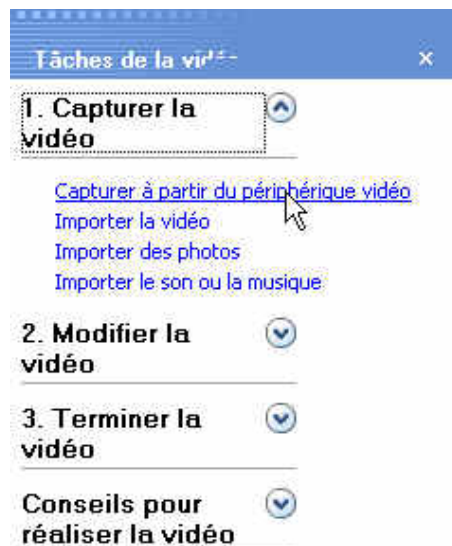 Tâches de la
1. Capturer la
vidéo
Capturer à partir du périphérique vidéo
Importer la vidéo
Importer des photos
Importer le son ou la musique
2. Modifier la
vidéo
3. Terminer la
vidéo
Conseils pour
réaliser la vidéo